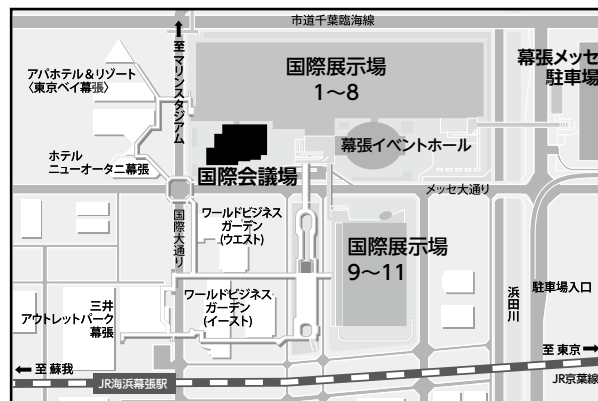 市道千葉臨海線
至 マリンスタジアム
国際展示場
1〜8
幕張メッセ
駐車場
アパホテル&リゾート
〈東京ベイ幕張〉
幕張イベントホール
ホテル
ニューオータニ幕張
国際会議場
メッセ大通り
国際大通り
ワールドビジネス
ガーデン
(ウエスト)
国際展示場
9〜11
ワールドビジネス
ガーデン
(イースト)
浜田川
駐車場入口
三井
アウトレットパーク
幕張
至 東京
至 蘇我
JR海浜幕張駅
JR京葉線